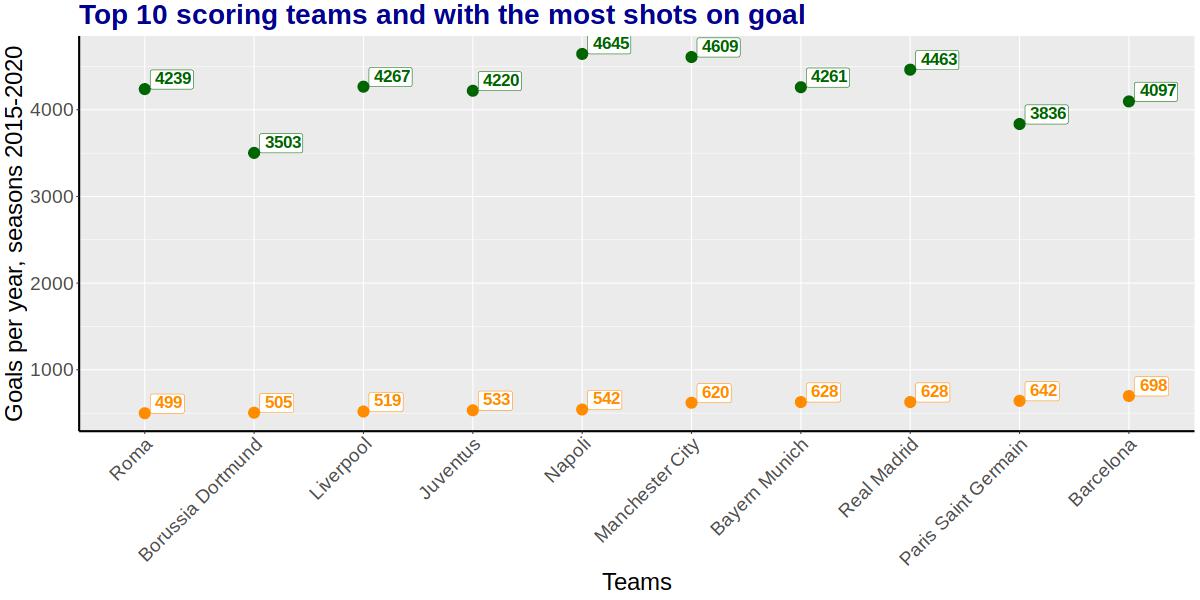 Top 10 scoring teams and with the most shots on goal
Goals per year, seasons 2015-2020
4000
3000
2000
1000
4239
3503
4267
4220
4645
4609
4261
4463
3836
4097
499
505
519
533
542
620
628
628
642
698
Roma
Borussia Dortmund
Liverpool
Juventus
Napoli
Manchester City
Bayern Munich
Real Madrid
Paris Saint Germain
Barcelona
Teams